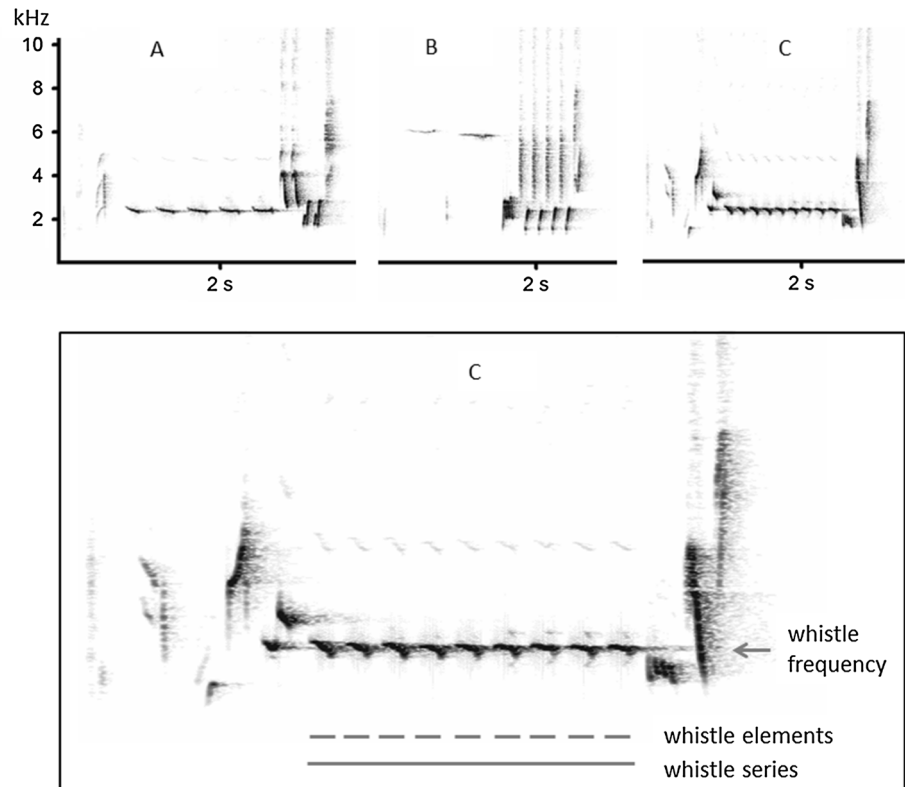 kHz
A
B
C
10
8
6
4
2
2 s
2 s
2 s
C
whistle
frequency
whistle elements
whistle series